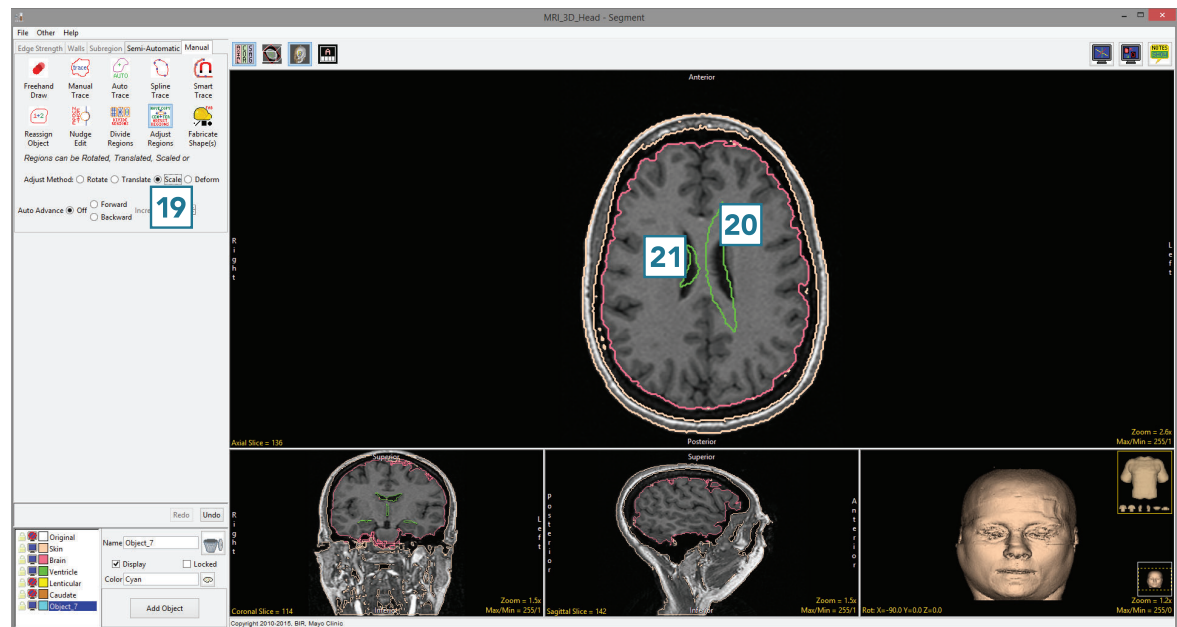 MRI_3D_Head - Segment
File Other Help
Edge Strength Walls Subregion Semi-Automatic Manual
Freehand Draw
Manual Trace
Auto Trace
Spline Trace
Smart Trace
Reassign Object
Nudge Edit
Divide Regions
Adjust Regions
Fabricate Shape(s)
Regions can be Rotated, Translated, Scaled or
Adjust Method: Rotate Translate Scale Deform
Auto Advance Off Forward
Backward
19
Anterior
Right
Left
20
21
Axial Slice = 136
Posterior
Zoom = 2.6x
Max/Min = 255/1
Redo Undo
Original
Skin
Brain
Ventricle
Lenticular
Caudate
Object_7
Name Object_7
Display Locked
Color Cyan
Add Object
Superior
Right
Left
Coronal Slice = 114
Inferior
Zoom = 1.5x
Max/Min = 255/1
Superior
Posterior
Anterior
Sagittal Slice = 142
Inferior
Zoom = 1.5x
Max/Min = 255/1
Rot: X=-90.0 Y=0.0 Z=0.0
Zoom = 1.2x
Max/Min = 255/0
Copyright 2010-2015, BIR, Mayo Clinic